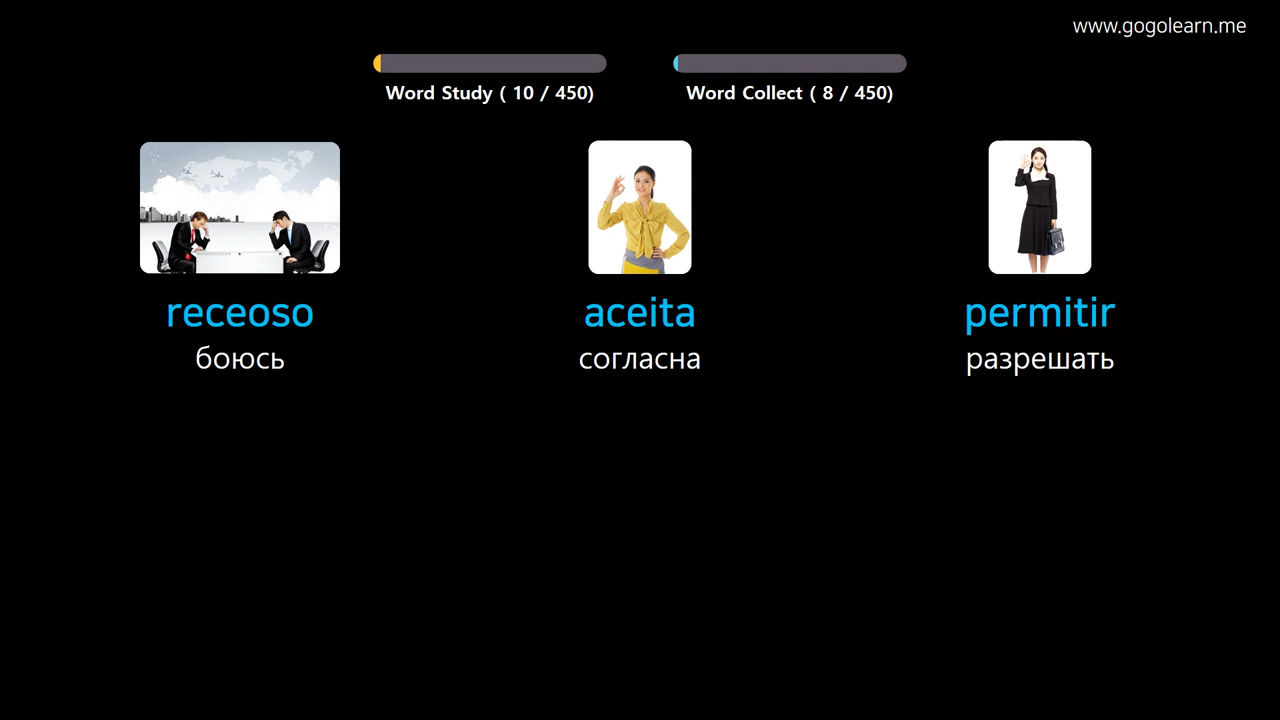 www.gogolearn.me
Word Study ( 10 / 450)
Word Collect ( 8 / 450)
receoso
aceita
permitir
боюсь
согласна
разрешать